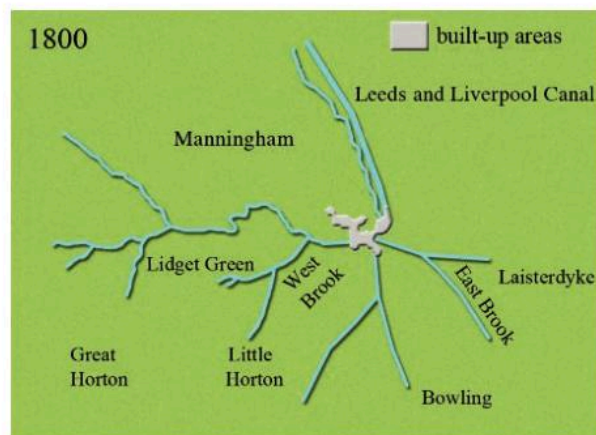 1800
built-up areas
Leeds and Liverpool Canal
Manningham
Lidget Green
West
Brook
East Brook
Laisterdyke
Great
Horton
Little
Horton
Bowling